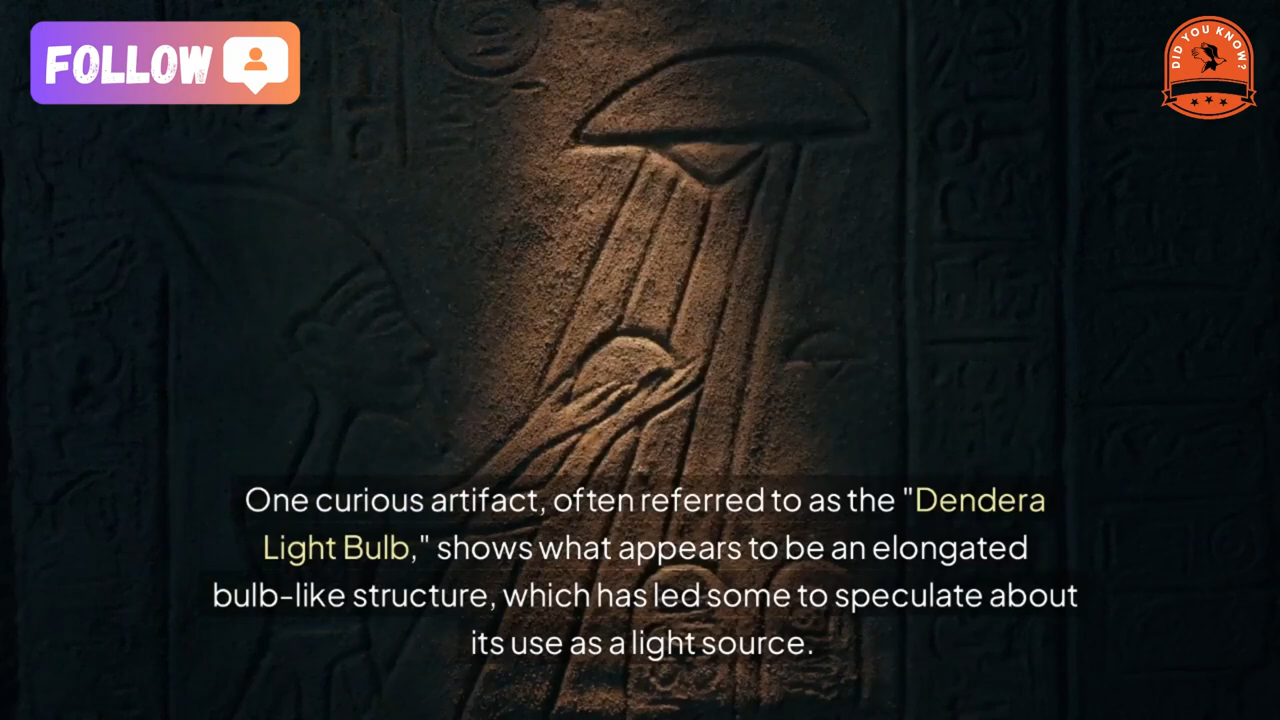 FOLLOW
DID YOU KNOW?
One curious artifact, often referred to as the "Dendera
Light Bulb," shows what appears to be an elongated
bulb-like structure, which has led some to speculate about
its use as a light source.